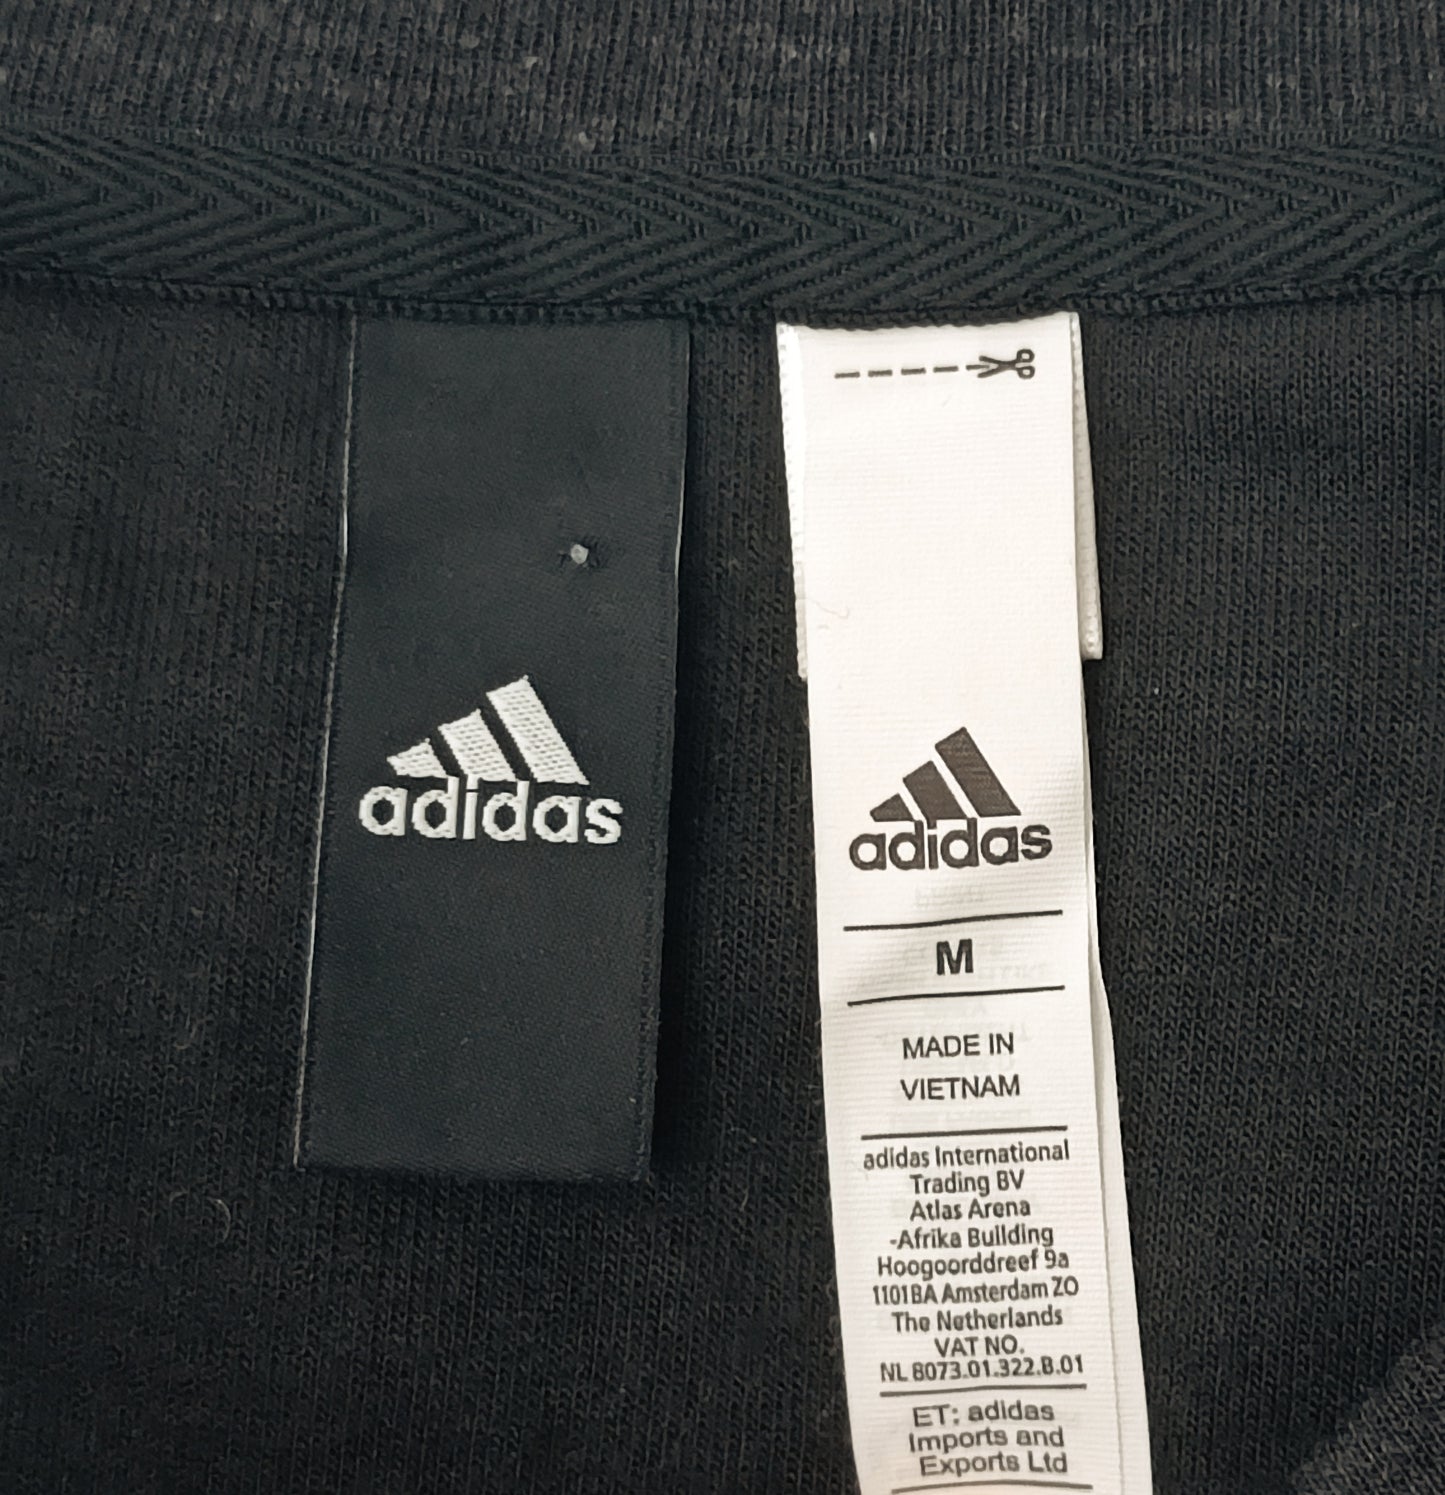 adidas
adidas
M
MADE IN
VIETNAM
adidas International
Trading BV
Atlas Arena
-Afrika Building
Hoogoorddreef 9a
1101BA Amsterdam ZO
The Netherlands
VAT NO.
NL 8073.01.322.B.01
ET: adidas
Imports and
Exports Ltd